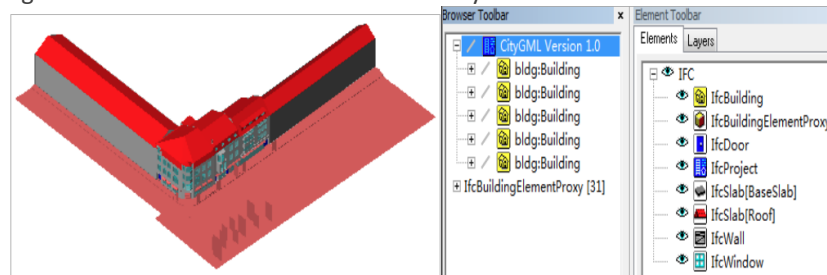 Browser Toolbar x
CityGML Version 1.0
bldg:Building
bldg:Building
bldg:Building
bldg:Building
bldg:Building
IfcBuildingElementProxy [31]
Element Toolbar
Elements Layers
IFC
IfcBuilding
IfcBuildingElementProxy
IfcDoor
IfcProject
IfcSlab[BaseSlab]
IfcSlab[Roof]
IfcWall
IfcWindow